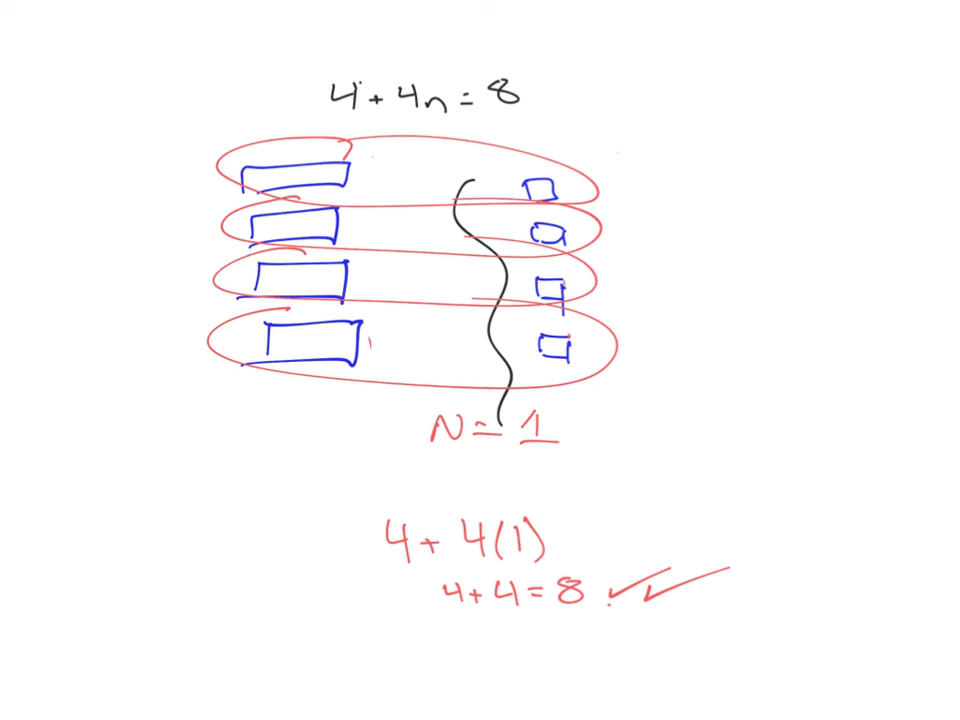 4 + 4n = 8
N = 1
4 + 4(1)
4 + 4 = 8 ✓✓